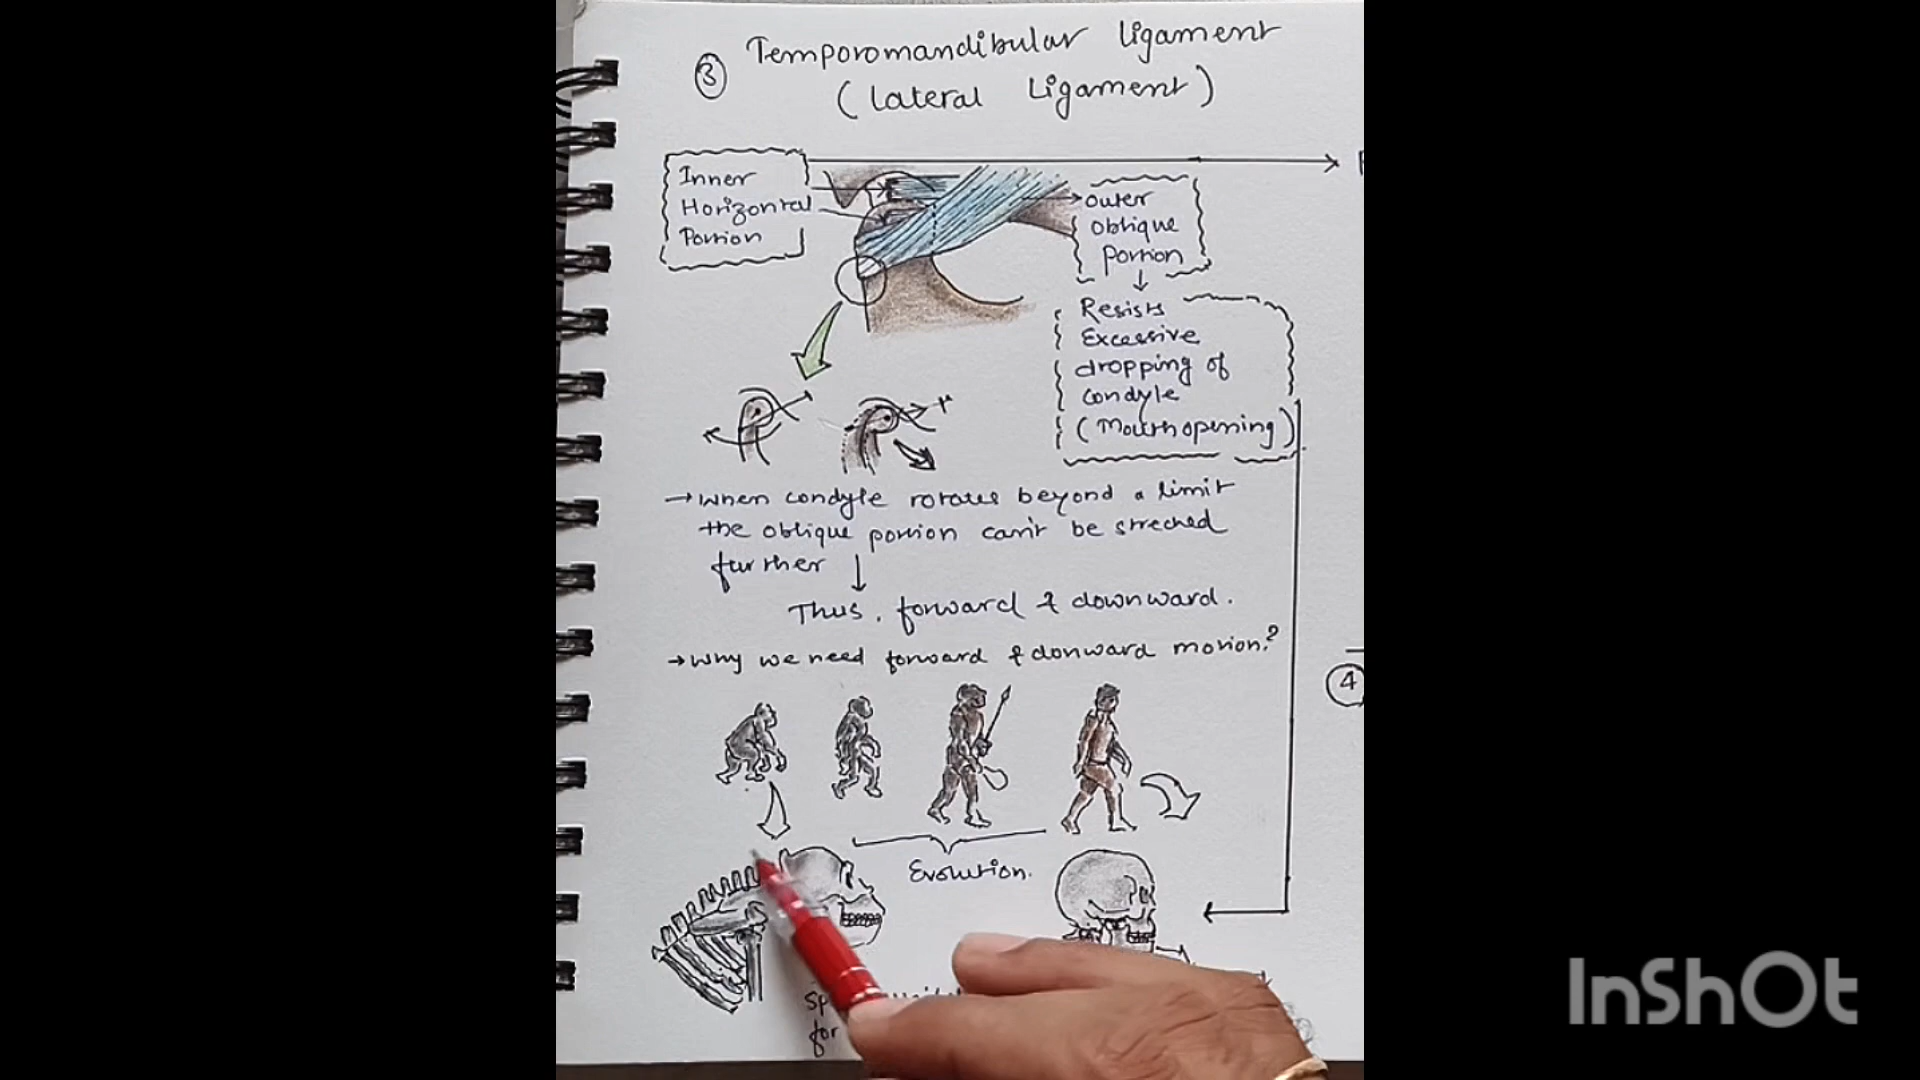 3 Temporomandibular Ligament
(Lateral Ligament)
Inner
Horizontal
Portion
outer
oblique
Portion
Resists
Excessive
dropping of
condyle
(Mouth opening)
→ When condyle rotates beyond a limit
the oblique portion can't be streched
further
Thus, forward & downward.
→ Why we need forward & donward motion?
4
Evolution.
for
InShOt